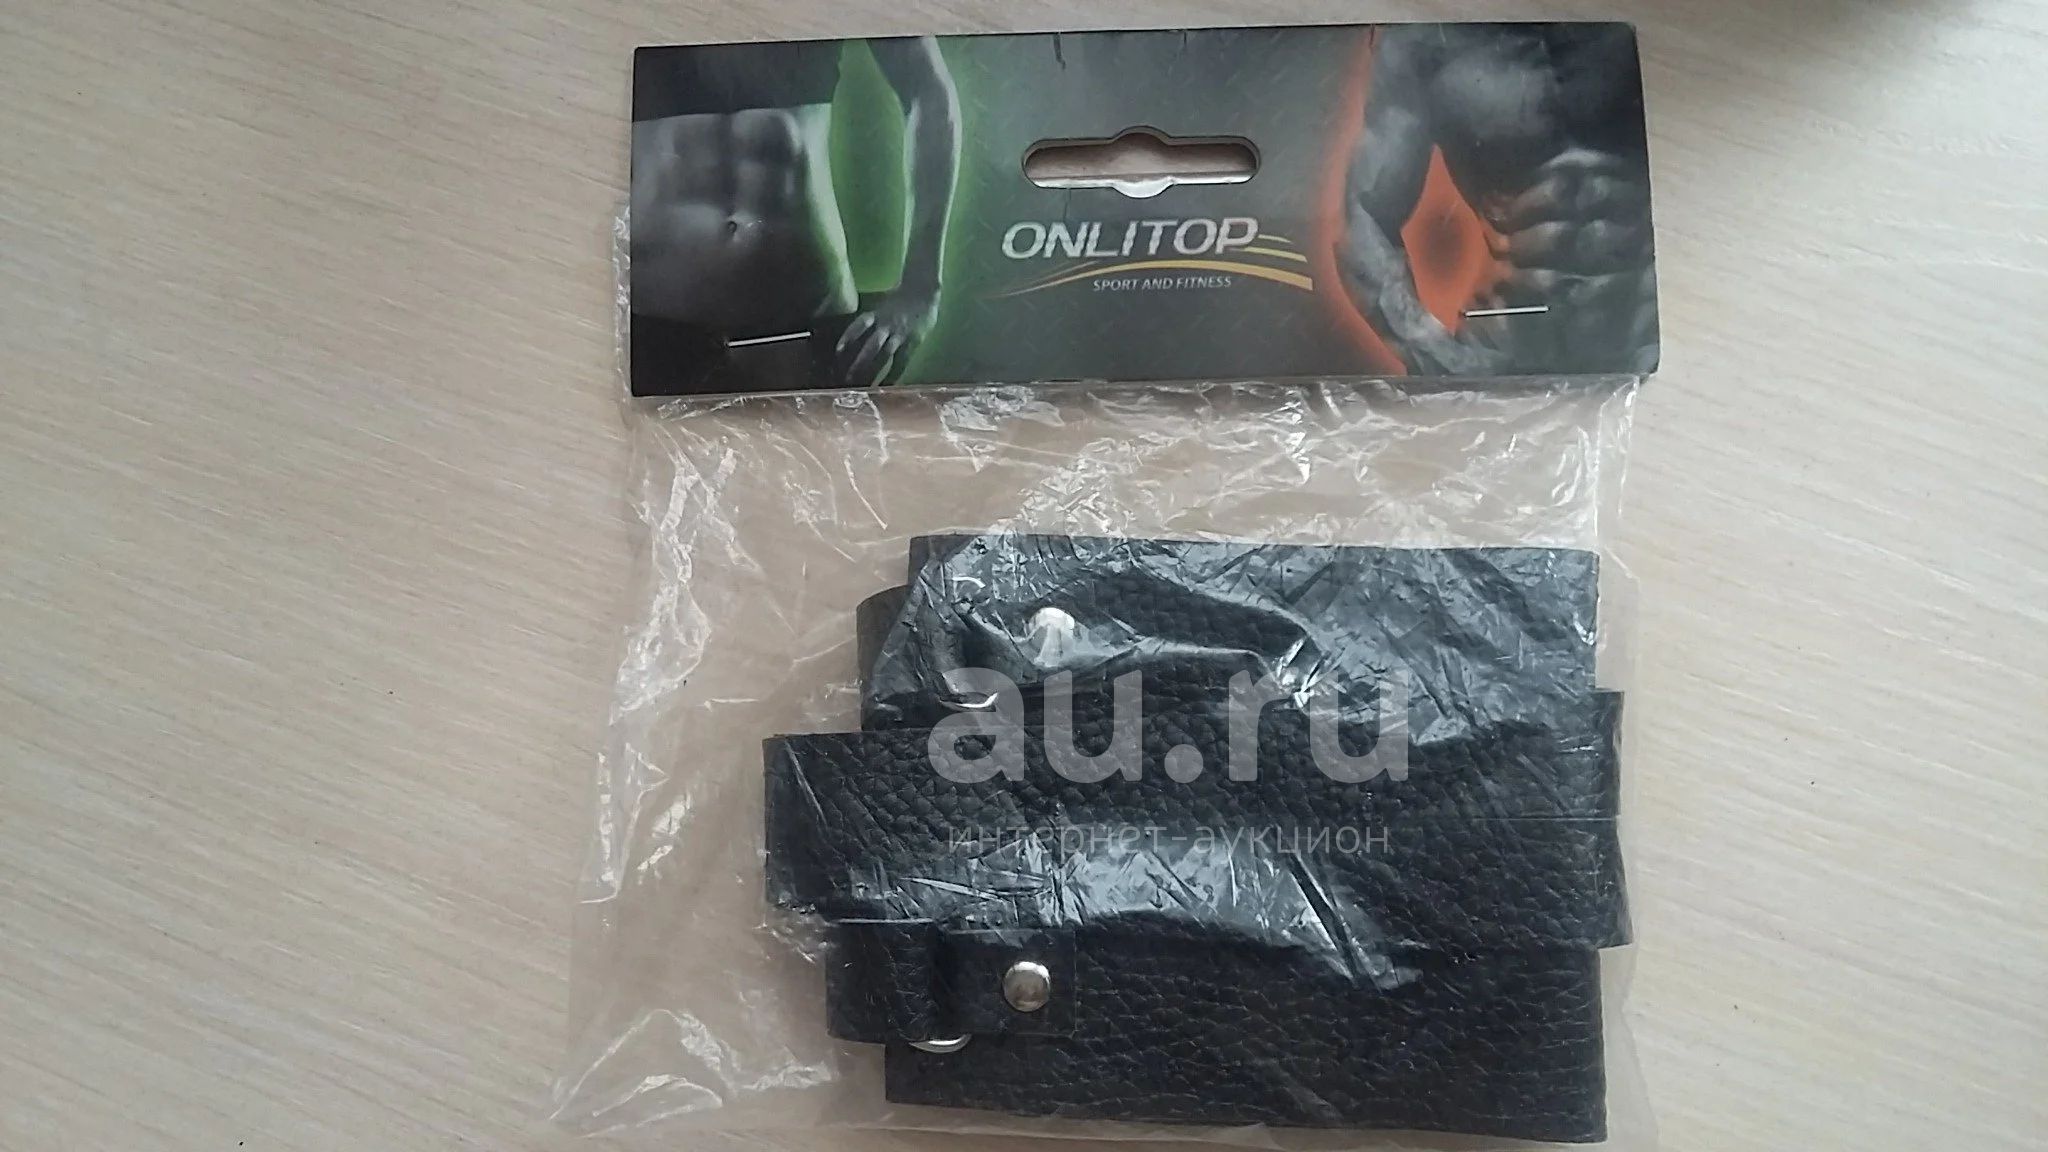 ONLITOP
SPORT AND FITNESS
au.ru
интернет-аукцион